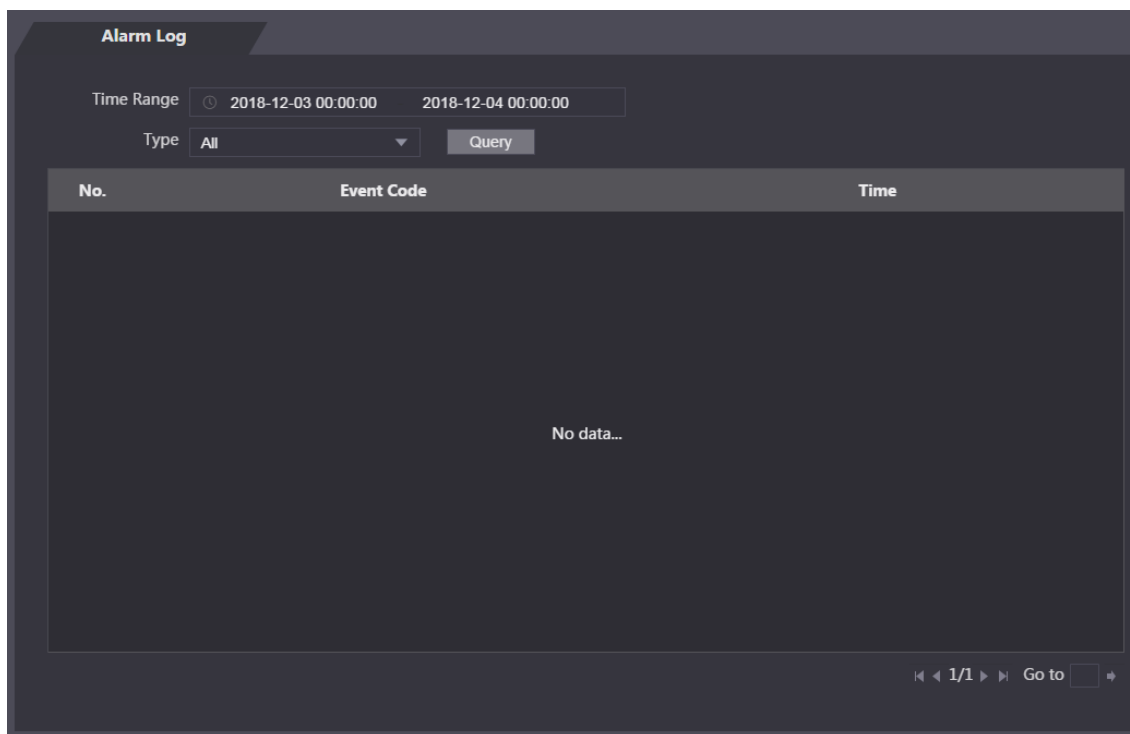 Alarm Log
Time Range 2018-12-03 00:00:00 2018-12-04 00:00:00
Type All Query
No. Event Code Time
No data...
1/1 Go to